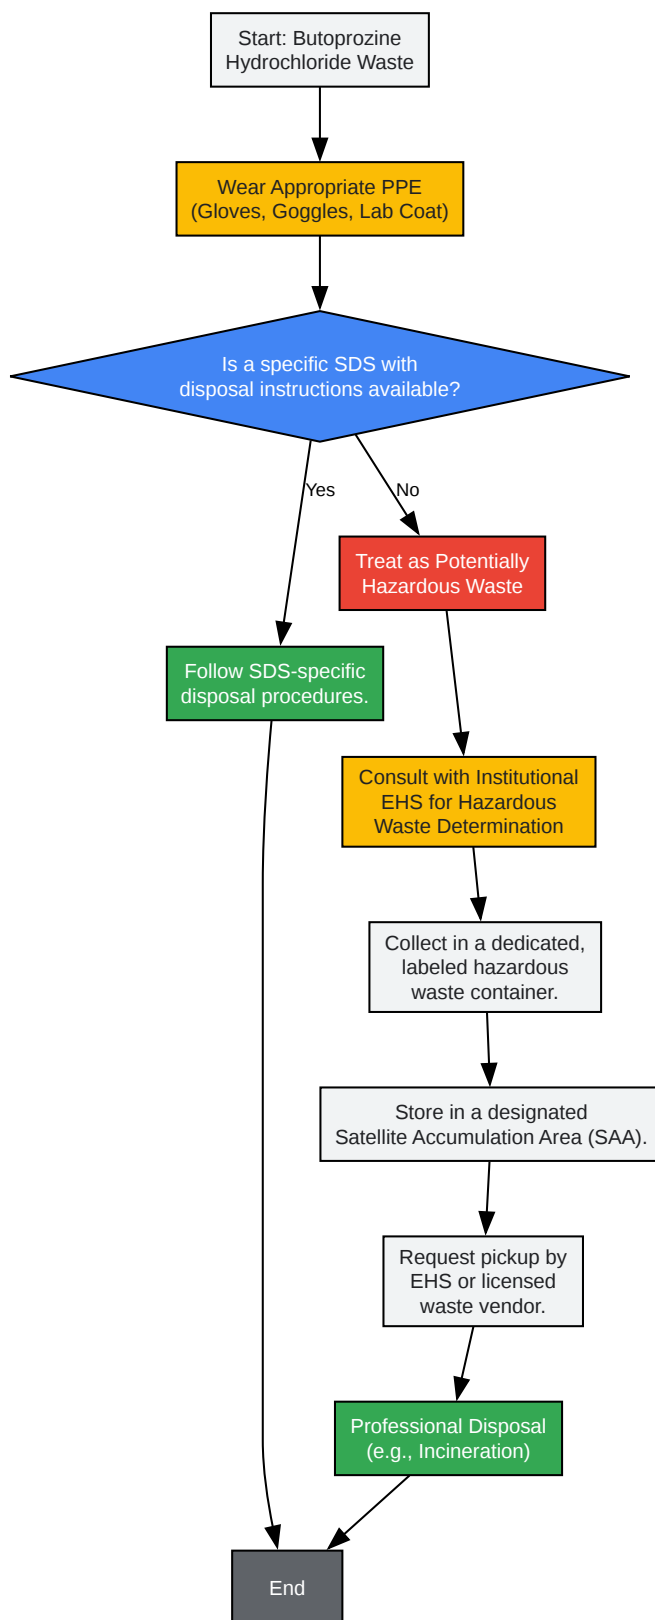 Start: Butoprozine
Hydrochloride Waste
Wear Appropriate PPE
(Gloves, Goggles, Lab Coat)
Is a specific SDS with
disposal instructions available?
Yes
No
Treat as Potentially
Hazardous Waste
Follow SDS-specific
disposal procedures.
Consult with Institutional
EHS for Hazardous
Waste Determination
Collect in a dedicated,
labeled hazardous
waste container.
Store in a designated
Satellite Accumulation Area (SAA).
Request pickup by
EHS or licensed
waste vendor.
Professional Disposal
(e.g., Incineration)
End